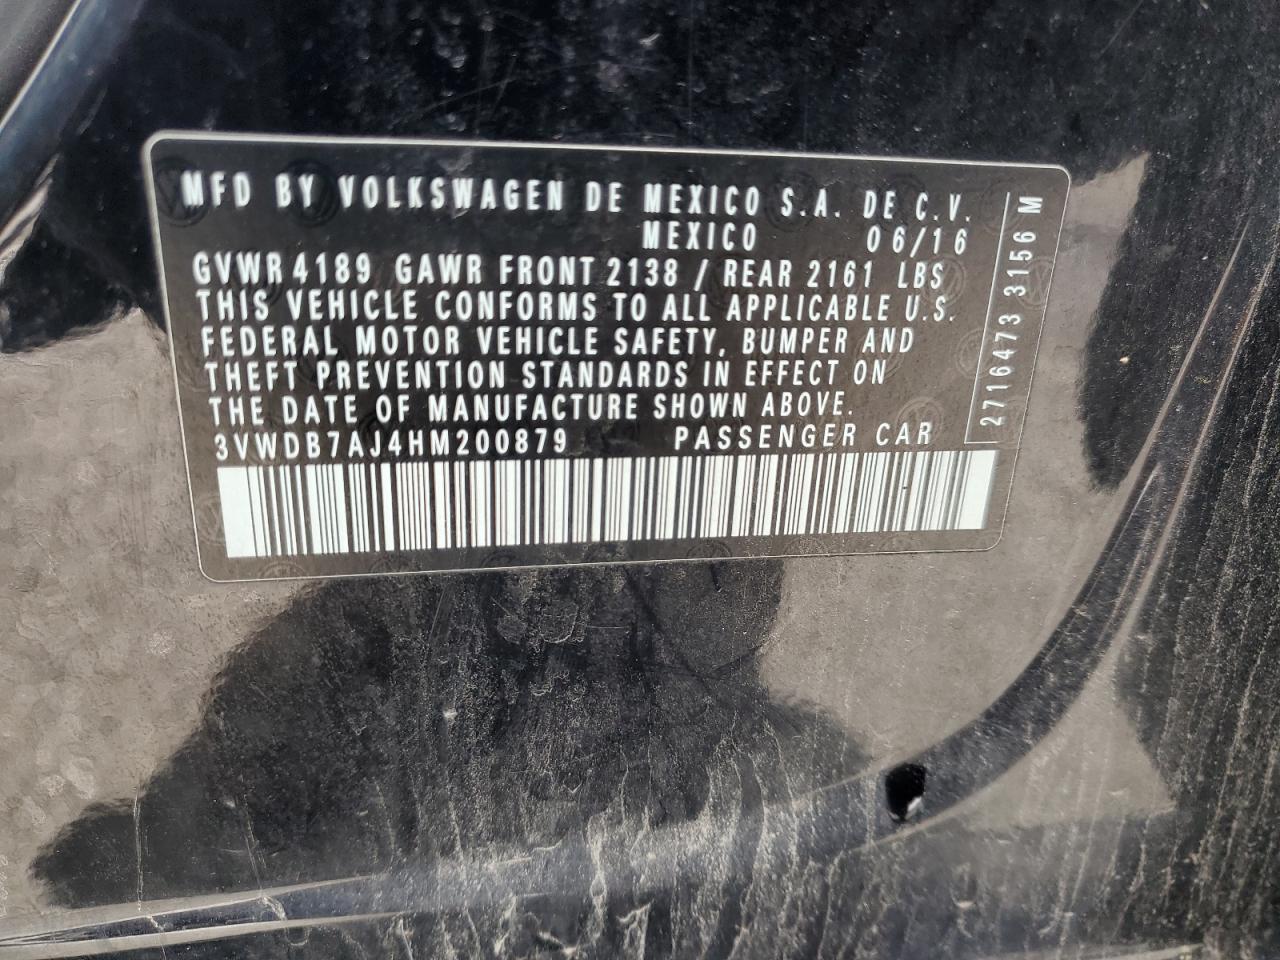 MFD BY VOLKSWAGEN DE MEXICO S.A. DE C.V.
MEXICO 06/16
GVWR 4189 GAWR FRONT 2138 / REAR 2161 LBS
THIS VEHICLE CONFORMS TO ALL APPLICABLE U.S.
FEDERAL MOTOR VEHICLE SAFETY, BUMPER AND
THEFT PREVENTION STANDARDS IN EFFECT ON
THE DATE OF MANUFACTURE SHOWN ABOVE.
3VWDB7AJ4HM200879 PASSENGER CAR
2716473 3156 M